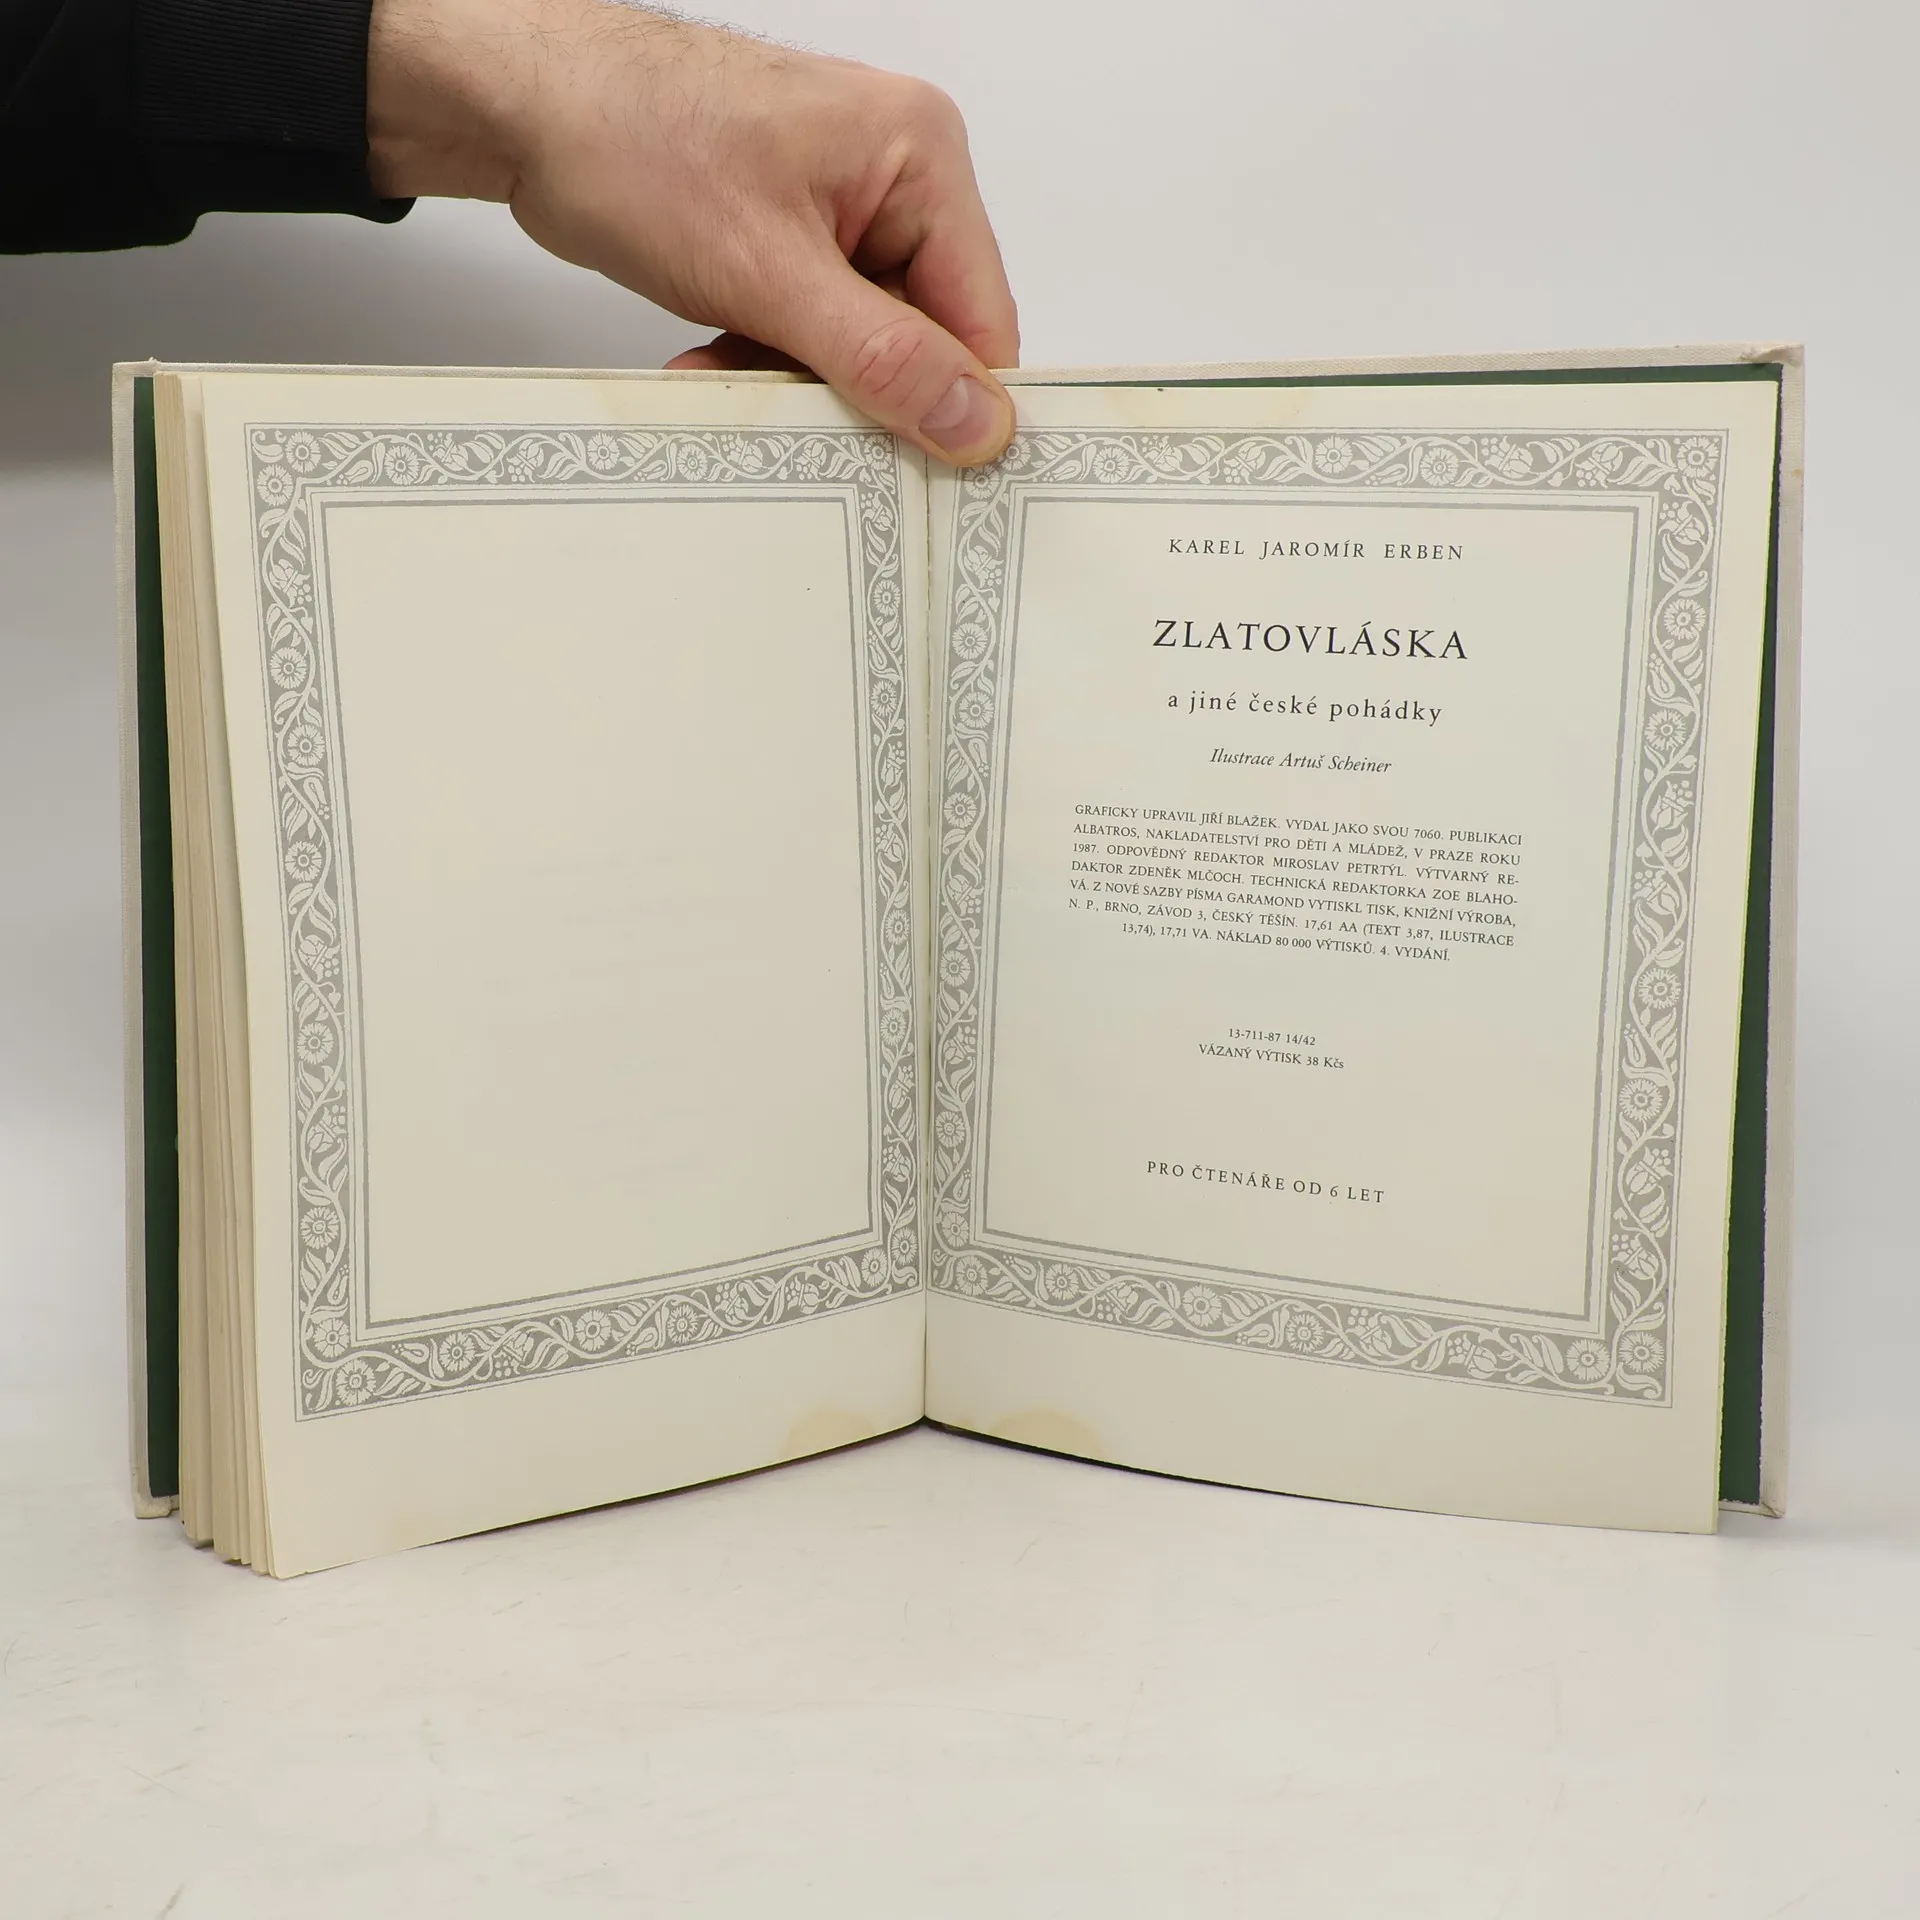 KAREL JAROMÍR ERBEN
ZLATOVLÁSKA
a jiné české pohádky
Ilustrace Artuš Scheiner
GRAFICKY UPRAVIL JIŘÍ BLAŽEK. VYDAL JAKO SVOU 7060. PUBLIKACI
ALBATROS, NAKLADATELSTVÍ PRO DĚTI A MLÁDEŽ, V PRAZE ROKU
1987. ODPOVĚDNÝ REDAKTOR MIROSLAV PETRTÝL. VÝTVARNÝ RE-
DAKTOR ZDENĚK MLČOCH. TECHNICKÁ REDAKTORKA ZOE BLAHO-
VÁ. Z NOVÉ SAZBY PÍSMA GARAMOND VYTISKL TISK, KNIŽNÍ VÝROBA,
N. P., BRNO, ZÁVOD 3, ČESKÝ TĚŠÍN. 17,61 AA (TEXT 3,87, ILUSTRACE
13,74), 17,71 VA. NÁKLAD 80 000 VÝTISKŮ. 4. VYDÁNÍ.
13-711-87 14/42
VÁZANÝ VÝTISK 38 Kčs
PRO ČTENÁŘE OD 6 LET